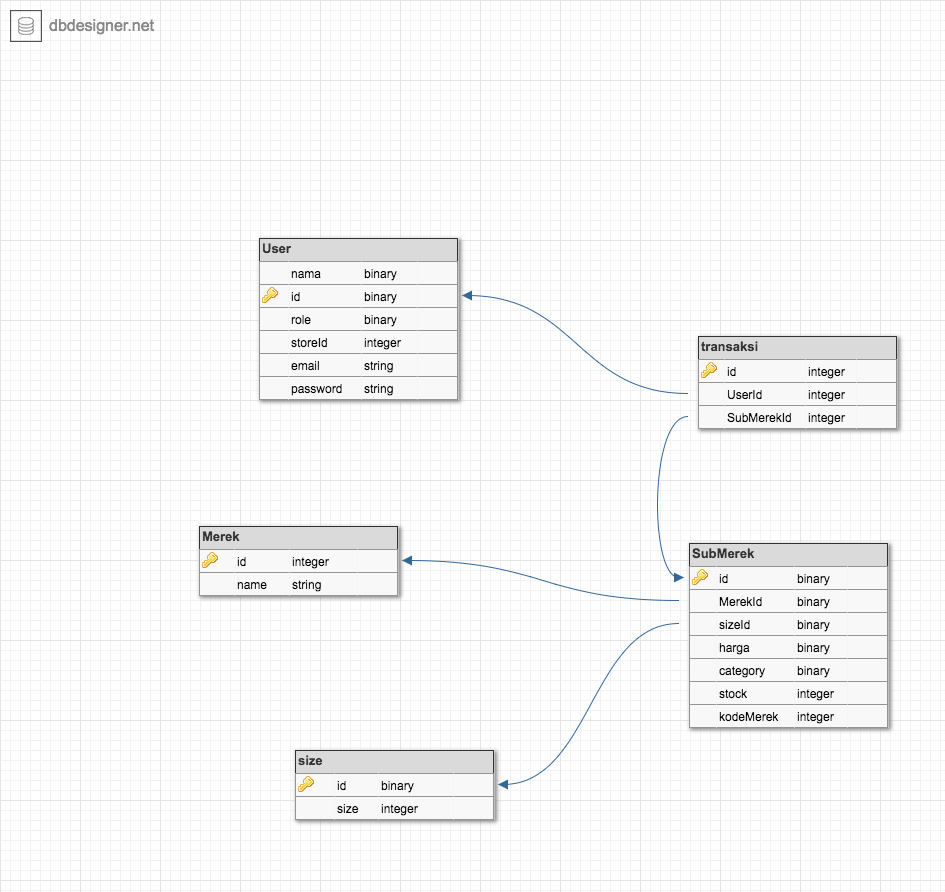 dbdesigner.net
User
nama binary
id binary
role binary
storeId integer
email string
password string
transaksi
id integer
UserId integer
SubMerekId integer
Merek
id integer
name string
SubMerek
id binary
MerekId binary
sizeId binary
harga binary
category binary
stock integer
kodeMerek integer
size
id binary
size integer